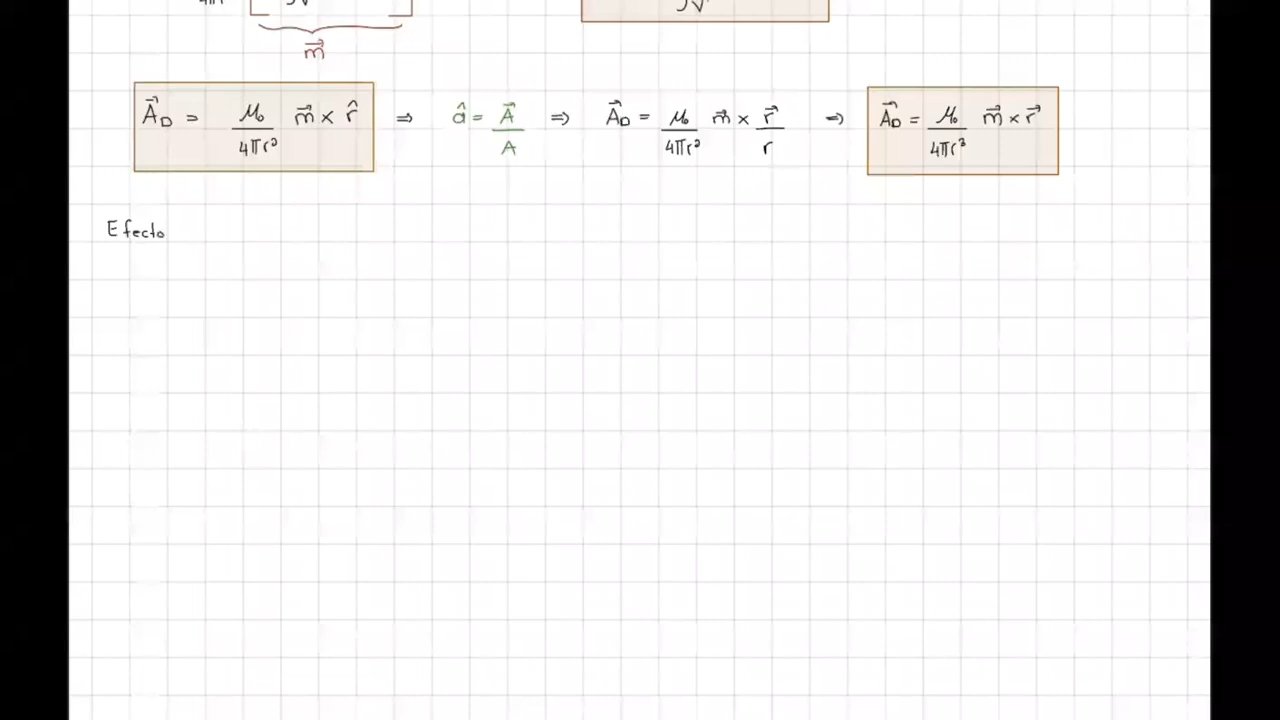 m⃗
A⃗_D = μ₀/4πr² m⃗ × r̂ ⇒ â = A⃗/A ⇒ A⃗_D = μ₀/4πr² m⃗ × r⃗/r ⇒ A⃗_D = μ₀/4πr³ m⃗ × r⃗
Efecto